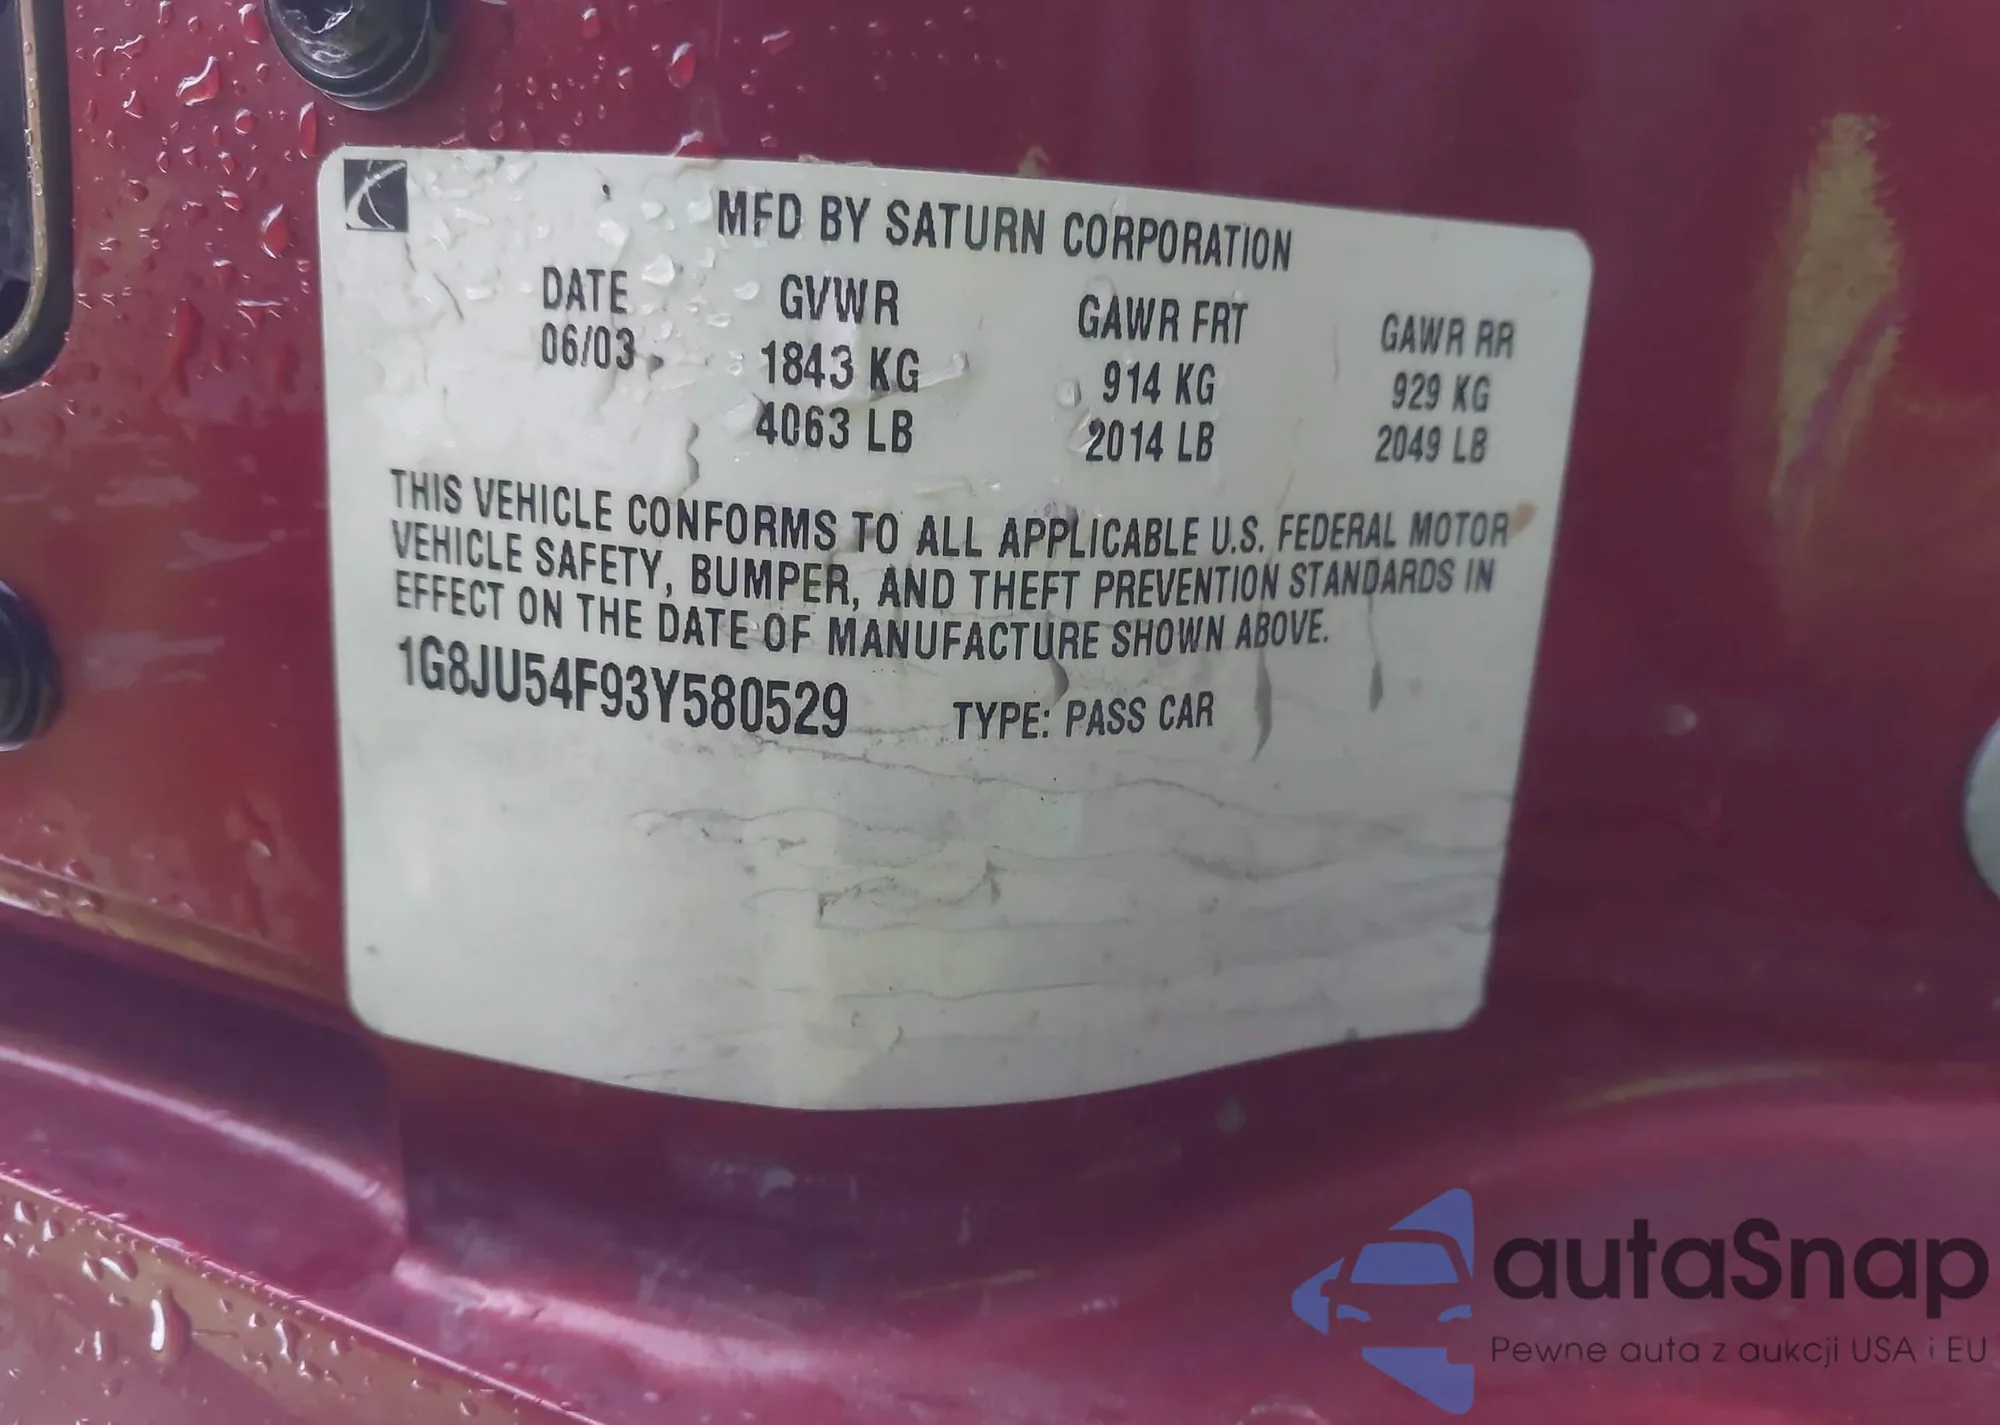 MFD BY SATURN CORPORATION
DATE GVWR GAWR FRT GAWR RR
06/03 1843 KG 914 KG 929 KG
4063 LB 2014 LB 2049 LB
THIS VEHICLE CONFORMS TO ALL APPLICABLE U.S. FEDERAL MOTOR
VEHICLE SAFETY, BUMPER, AND THEFT PREVENTION STANDARDS IN
EFFECT ON THE DATE OF MANUFACTURE SHOWN ABOVE.
1G8JU54F93Y580529 TYPE: PASS CAR
autaSnap
Pewne auta z aukcji USA i EU